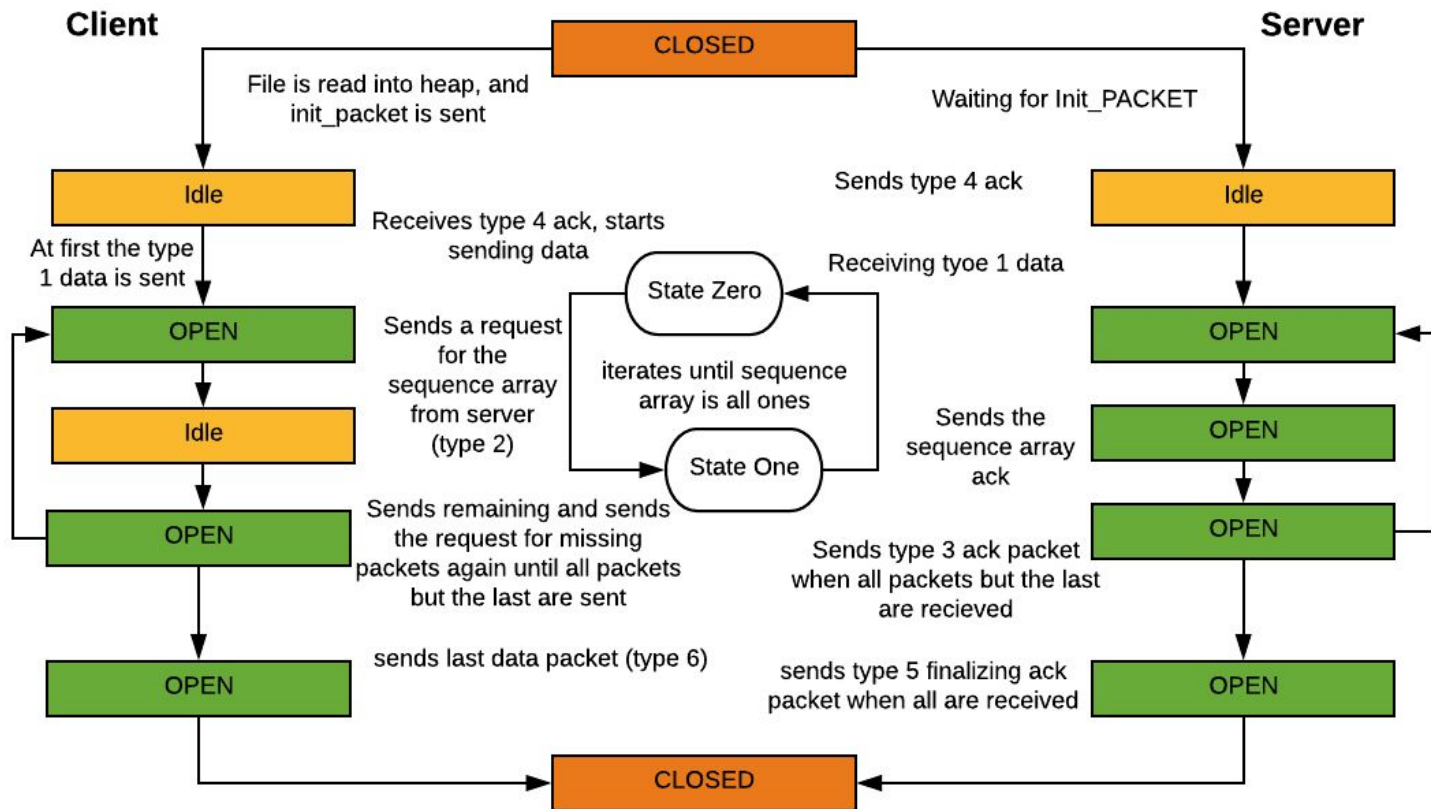 Client
CLOSED
Server
File is read into heap, and
init_packet is sent
Waiting for Init_PACKET
Idle
Sends type 4 ack
Idle
At first the type
1 data is sent
Receives type 4 ack, starts
sending data
Receiving tyoe 1 data
State Zero
OPEN
Sends a request
for the
sequence array
from server
(type 2)
iterates until sequence
array is all ones
OPEN
Idle
State One
Sends the
sequence array
ack
OPEN
OPEN
Sends remaining and sends
the request for missing
packets again until all packets
but the last are sent
Sends type 3 ack packet
when all packets but the last
are recieved
OPEN
OPEN
sends last data packet (type 6)
sends type 5 finalizing ack
packet when all are received
OPEN
CLOSED